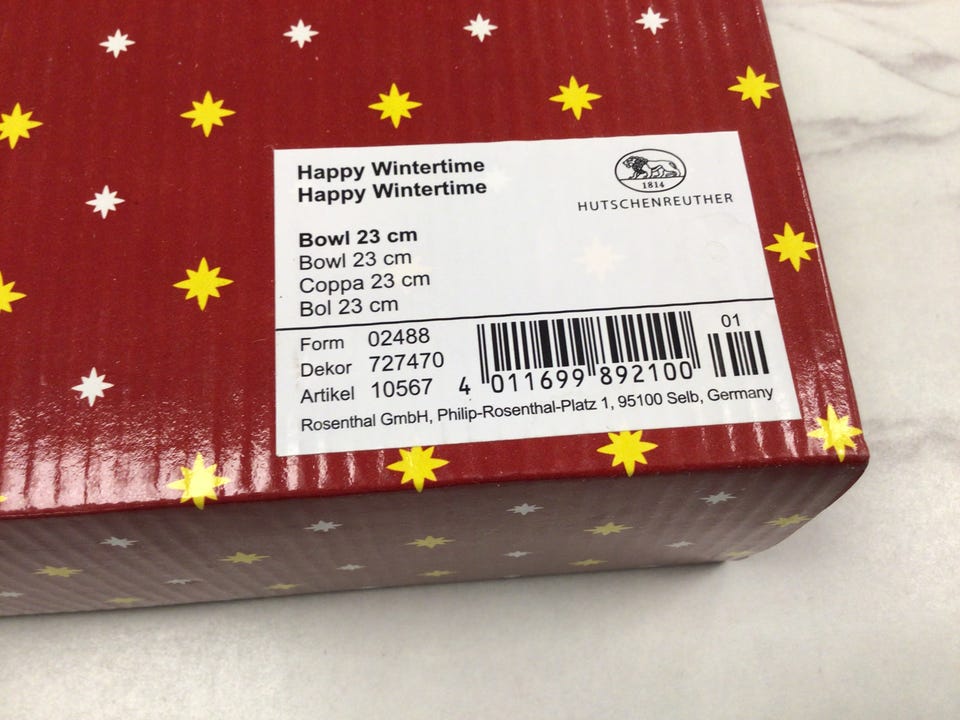 Happy Wintertime
Happy Wintertime
1814
HUTSCHENREUTHER
Bowl 23 cm
Bowl 23 cm
Coppa 23 cm
Bol 23 cm
Form 02488
Dekor 727470
Artikel 10567
4 011699 892100
01
Rosenthal GmbH, Philip-Rosenthal-Platz 1, 95100 Selb, Germany